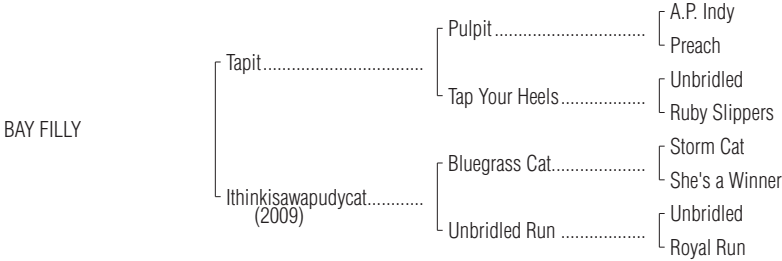 A.P. Indy
Pulpit..............................
Preach
Tapit................................
Unbridled
Tap Your Heels.................
Ruby Slippers
BAY FILLY
Storm Cat
Bluegrass Cat...................
She's a Winner
Ithinkisawapudycat...........
(2009)
Unbridled
Unbridled Run .................
Royal Run